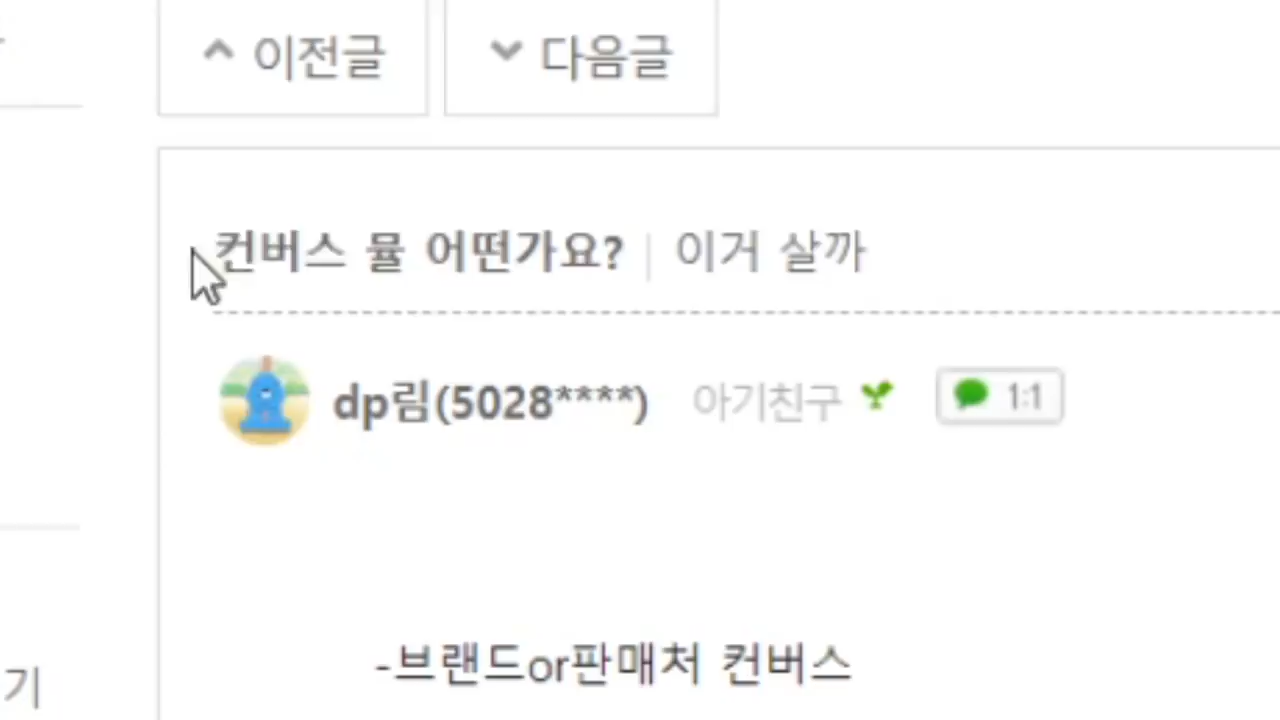 이전글 다음글
컨버스 뮬 어떤가요? | 이거 살까
dp림(5028****) 아기친구 1:1
-브랜드or판매처 컨버스
기